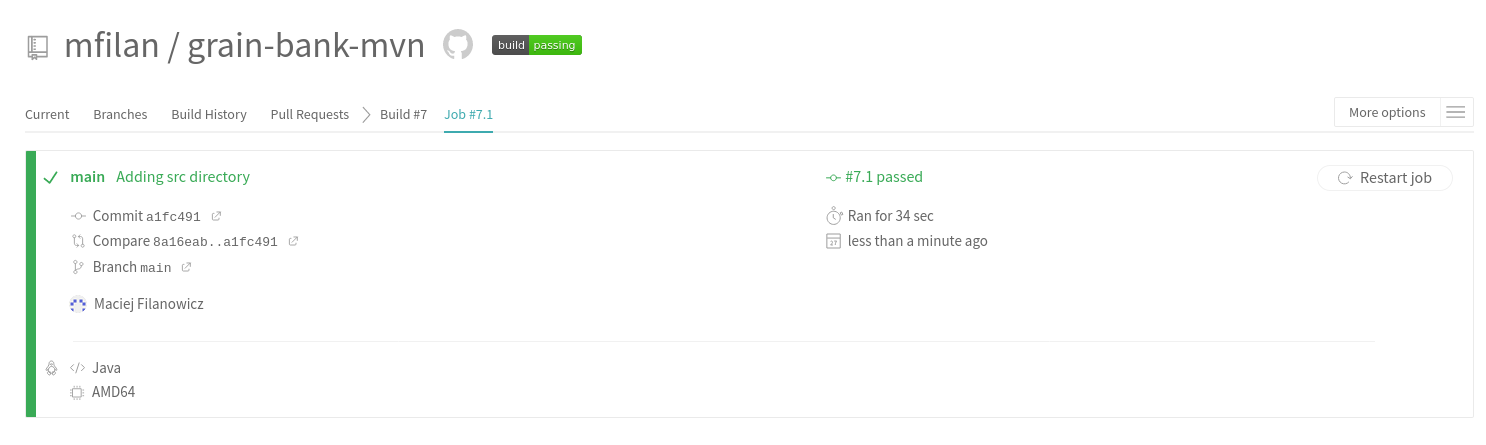 mfilan / grain-bank-mvn build passing
Current Branches Build History Pull Requests Build #7 Job #7.1 More options
main Adding src directory #7.1 passed Restart job
Commit a1fc491 Ran for 34 sec
Compare 8a16eab..a1fc491 less than a minute ago
Branch main
Maciej Filanowicz
Java
AMD64